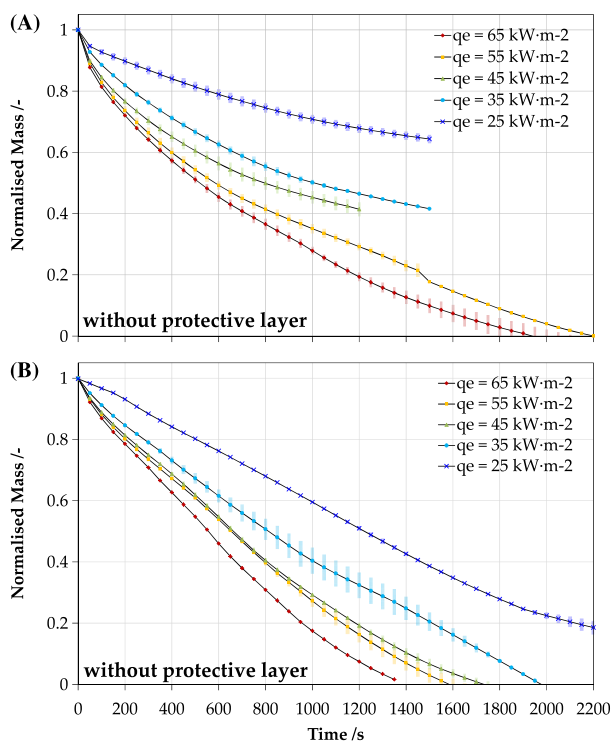 (A)
1
0.8
0.6
0.4
0.2
0
Normalised Mass /-
qe = 65 kW·m-2
qe = 55 kW·m-2
qe = 45 kW·m-2
qe = 35 kW·m-2
qe = 25 kW·m-2
without protective layer
(B)
1
0.8
0.6
0.4
0.2
0
Normalised Mass /-
qe = 65 kW·m-2
qe = 55 kW·m-2
qe = 45 kW·m-2
qe = 35 kW·m-2
qe = 25 kW·m-2
without protective layer
0 200 400 600 800 1000 1200 1400 1600 1800 2000 2200
Time /s